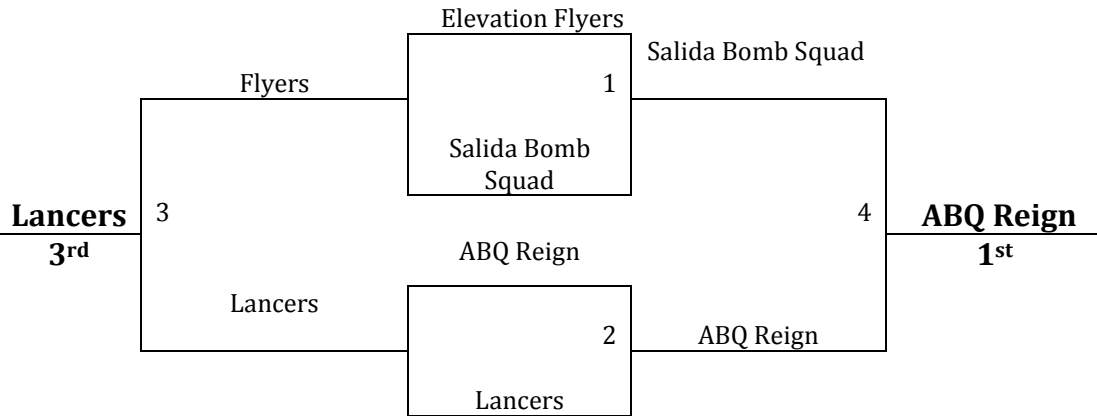 Elevation Flyers
Salida Bomb Squad
Flyers
1
Salida Bomb
Squad
Lancers
3rd
3
4
ABQ Reign
1st
ABQ Reign
Lancers
2
ABQ Reign
Lancers